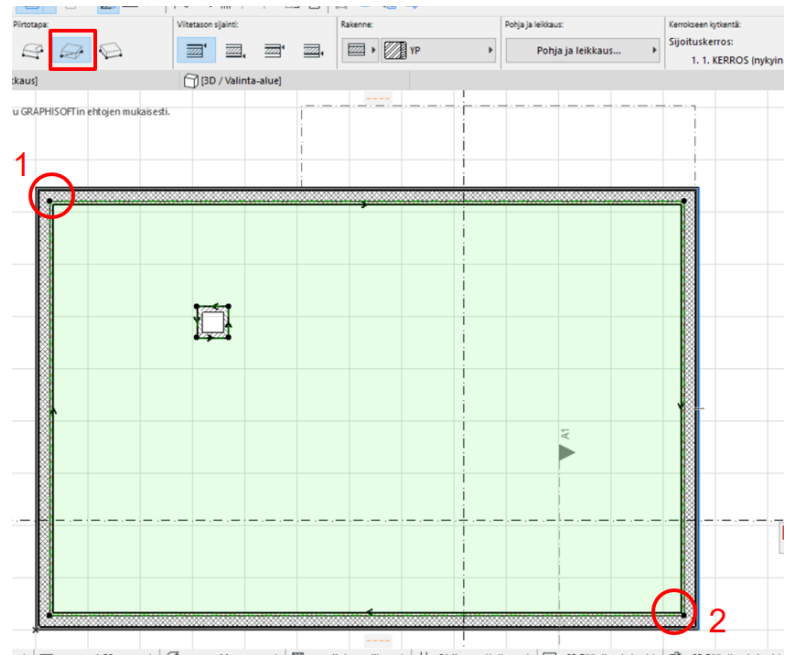 Piirtotapa:
Viitetason sijainti:
Rakenne:
Pohja ja leikkaus:
Kerrokseen kytkentä:
YP
Pohja ja leikkaus...
Sijoituskerros:
1. 1. KERROS (nykyin
kkaus]
[3D / Valinta-alue]
u GRAPHISOFTin ehtojen mukaisesti.
1
A1
2